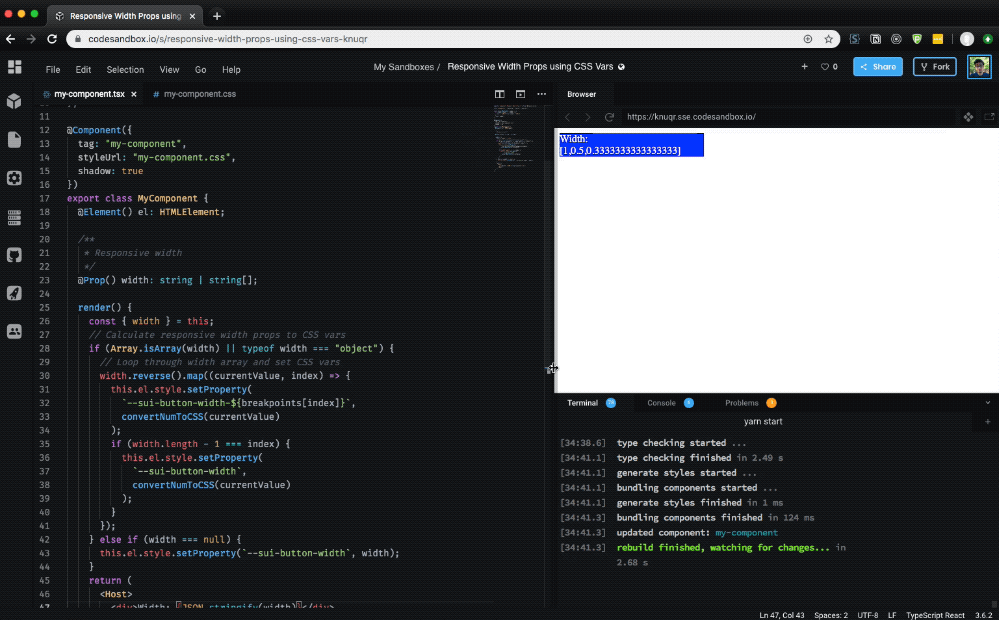 Responsive Width Props using
codesandbox.io/s/responsive-width-props-using-css-vars-knuqr
File Edit Selection View Go Help
My Sandboxes / Responsive Width Props using CSS Vars
0
Share
Fork
my-component.tsx
# my-component.css
11
12 @Component({
13 tag: "my-component",
14 styleUrl: "my-component.css",
15 shadow: true
16 })
17 export class MyComponent {
18 @Element() el: HTMLElement;
19
20 /**
21 * Responsive width
22 */
23 @Prop() width: string | string[];
24
25 render() {
26 const { width } = this;
27 // Calculate responsive width props to CSS vars
28 if (Array.isArray(width) || typeof width === "object") {
29 // Loop through width array and set CSS vars
30 width.reverse().map((currentValue, index) => {
31 this.el.style.setProperty(
32 `--sui-button-width-${breakpoints[index]}`,
33 convertNumToCSS(currentValue)
34 );
35 if (width.length - 1 === index) {
36 this.el.style.setProperty(
37 `--sui-button-width`,
38 convertNumToCSS(currentValue)
39 );
40 }
41 });
42 } else if (width === null) {
43 this.el.style.setProperty(`--sui-button-width`, width);
44 }
45 return (
46 <Host>
47 <div>Width: {JSON.stringify(width)}</div>
Browser
https://knuqr.sse.codesandbox.io/
Width:
[1,0.5,0.3333333333333333]
Terminal
Console
Problems
yarn start
[34:38.6] type checking started ...
[34:41.1] type checking finished in 2.49 s
[34:41.1] generate styles started ...
[34:41.1] bundling components started ...
[34:41.1] generate styles finished in 1 ms
[34:41.3] bundling components finished in 124 ms
[34:41.3] updated component: my-component
[34:41.3] rebuild finished, watching for changes... in
2.68 s
Ln 47, Col 43 Spaces: 2 UTF-8 LF TypeScript React 3.6.2